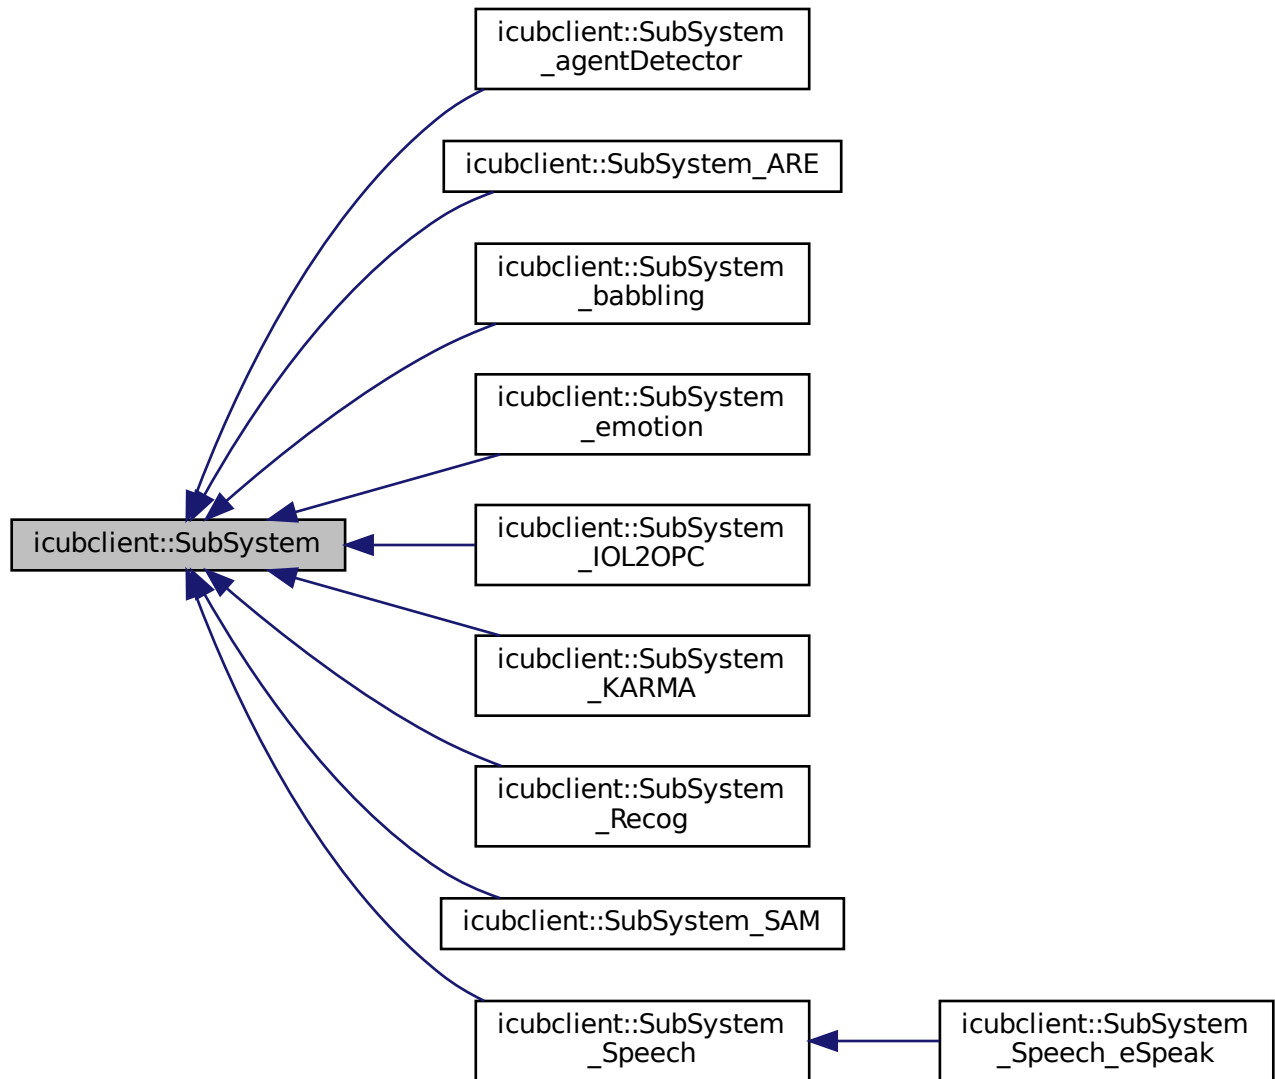 icubclient::SubSystem
_agentDetector
icubclient::SubSystem_ARE
icubclient::SubSystem
_babbling
icubclient::SubSystem
_emotion
icubclient::SubSystem
icubclient::SubSystem
_IOL2OPC
icubclient::SubSystem
_KARMA
icubclient::SubSystem
_Recog
icubclient::SubSystem_SAM
icubclient::SubSystem
_Speech
icubclient::SubSystem
_Speech_eSpeak